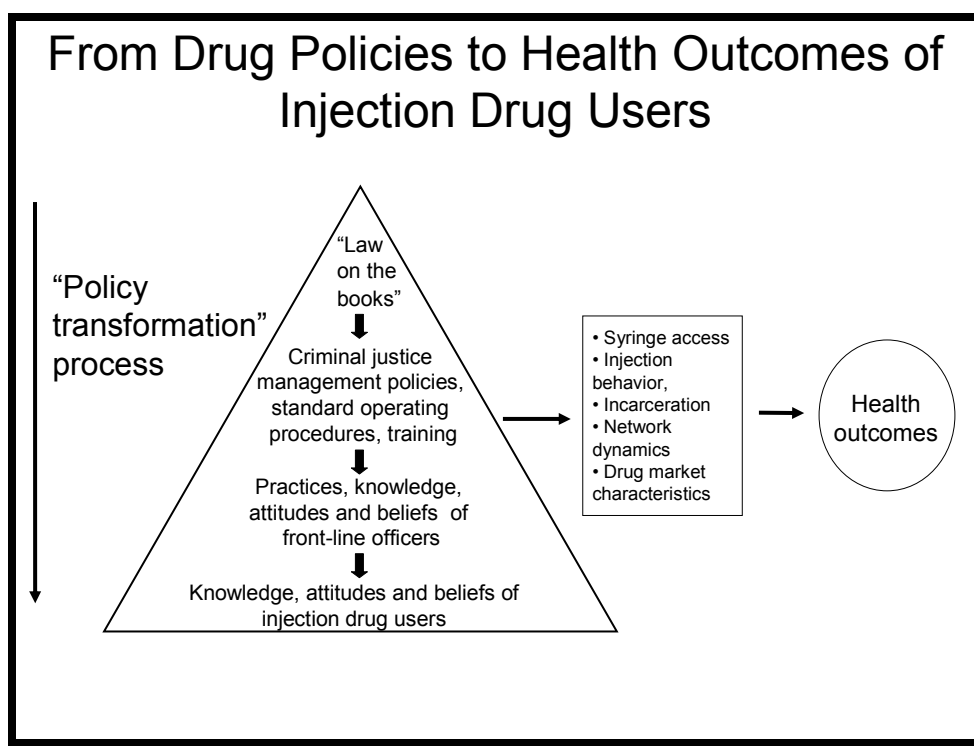 From Drug Policies to Health Outcomes of
Injection Drug Users
“Policy
transformation”
process
“Law
on the
books”
Criminal justice
management policies,
standard operating
procedures, training
Practices, knowledge,
attitudes and beliefs of
front-line officers
Knowledge, attitudes and beliefs of
injection drug users
• Syringe access
• Injection
behavior,
• Incarceration
• Network
dynamics
• Drug market
characteristics
Health
outcomes